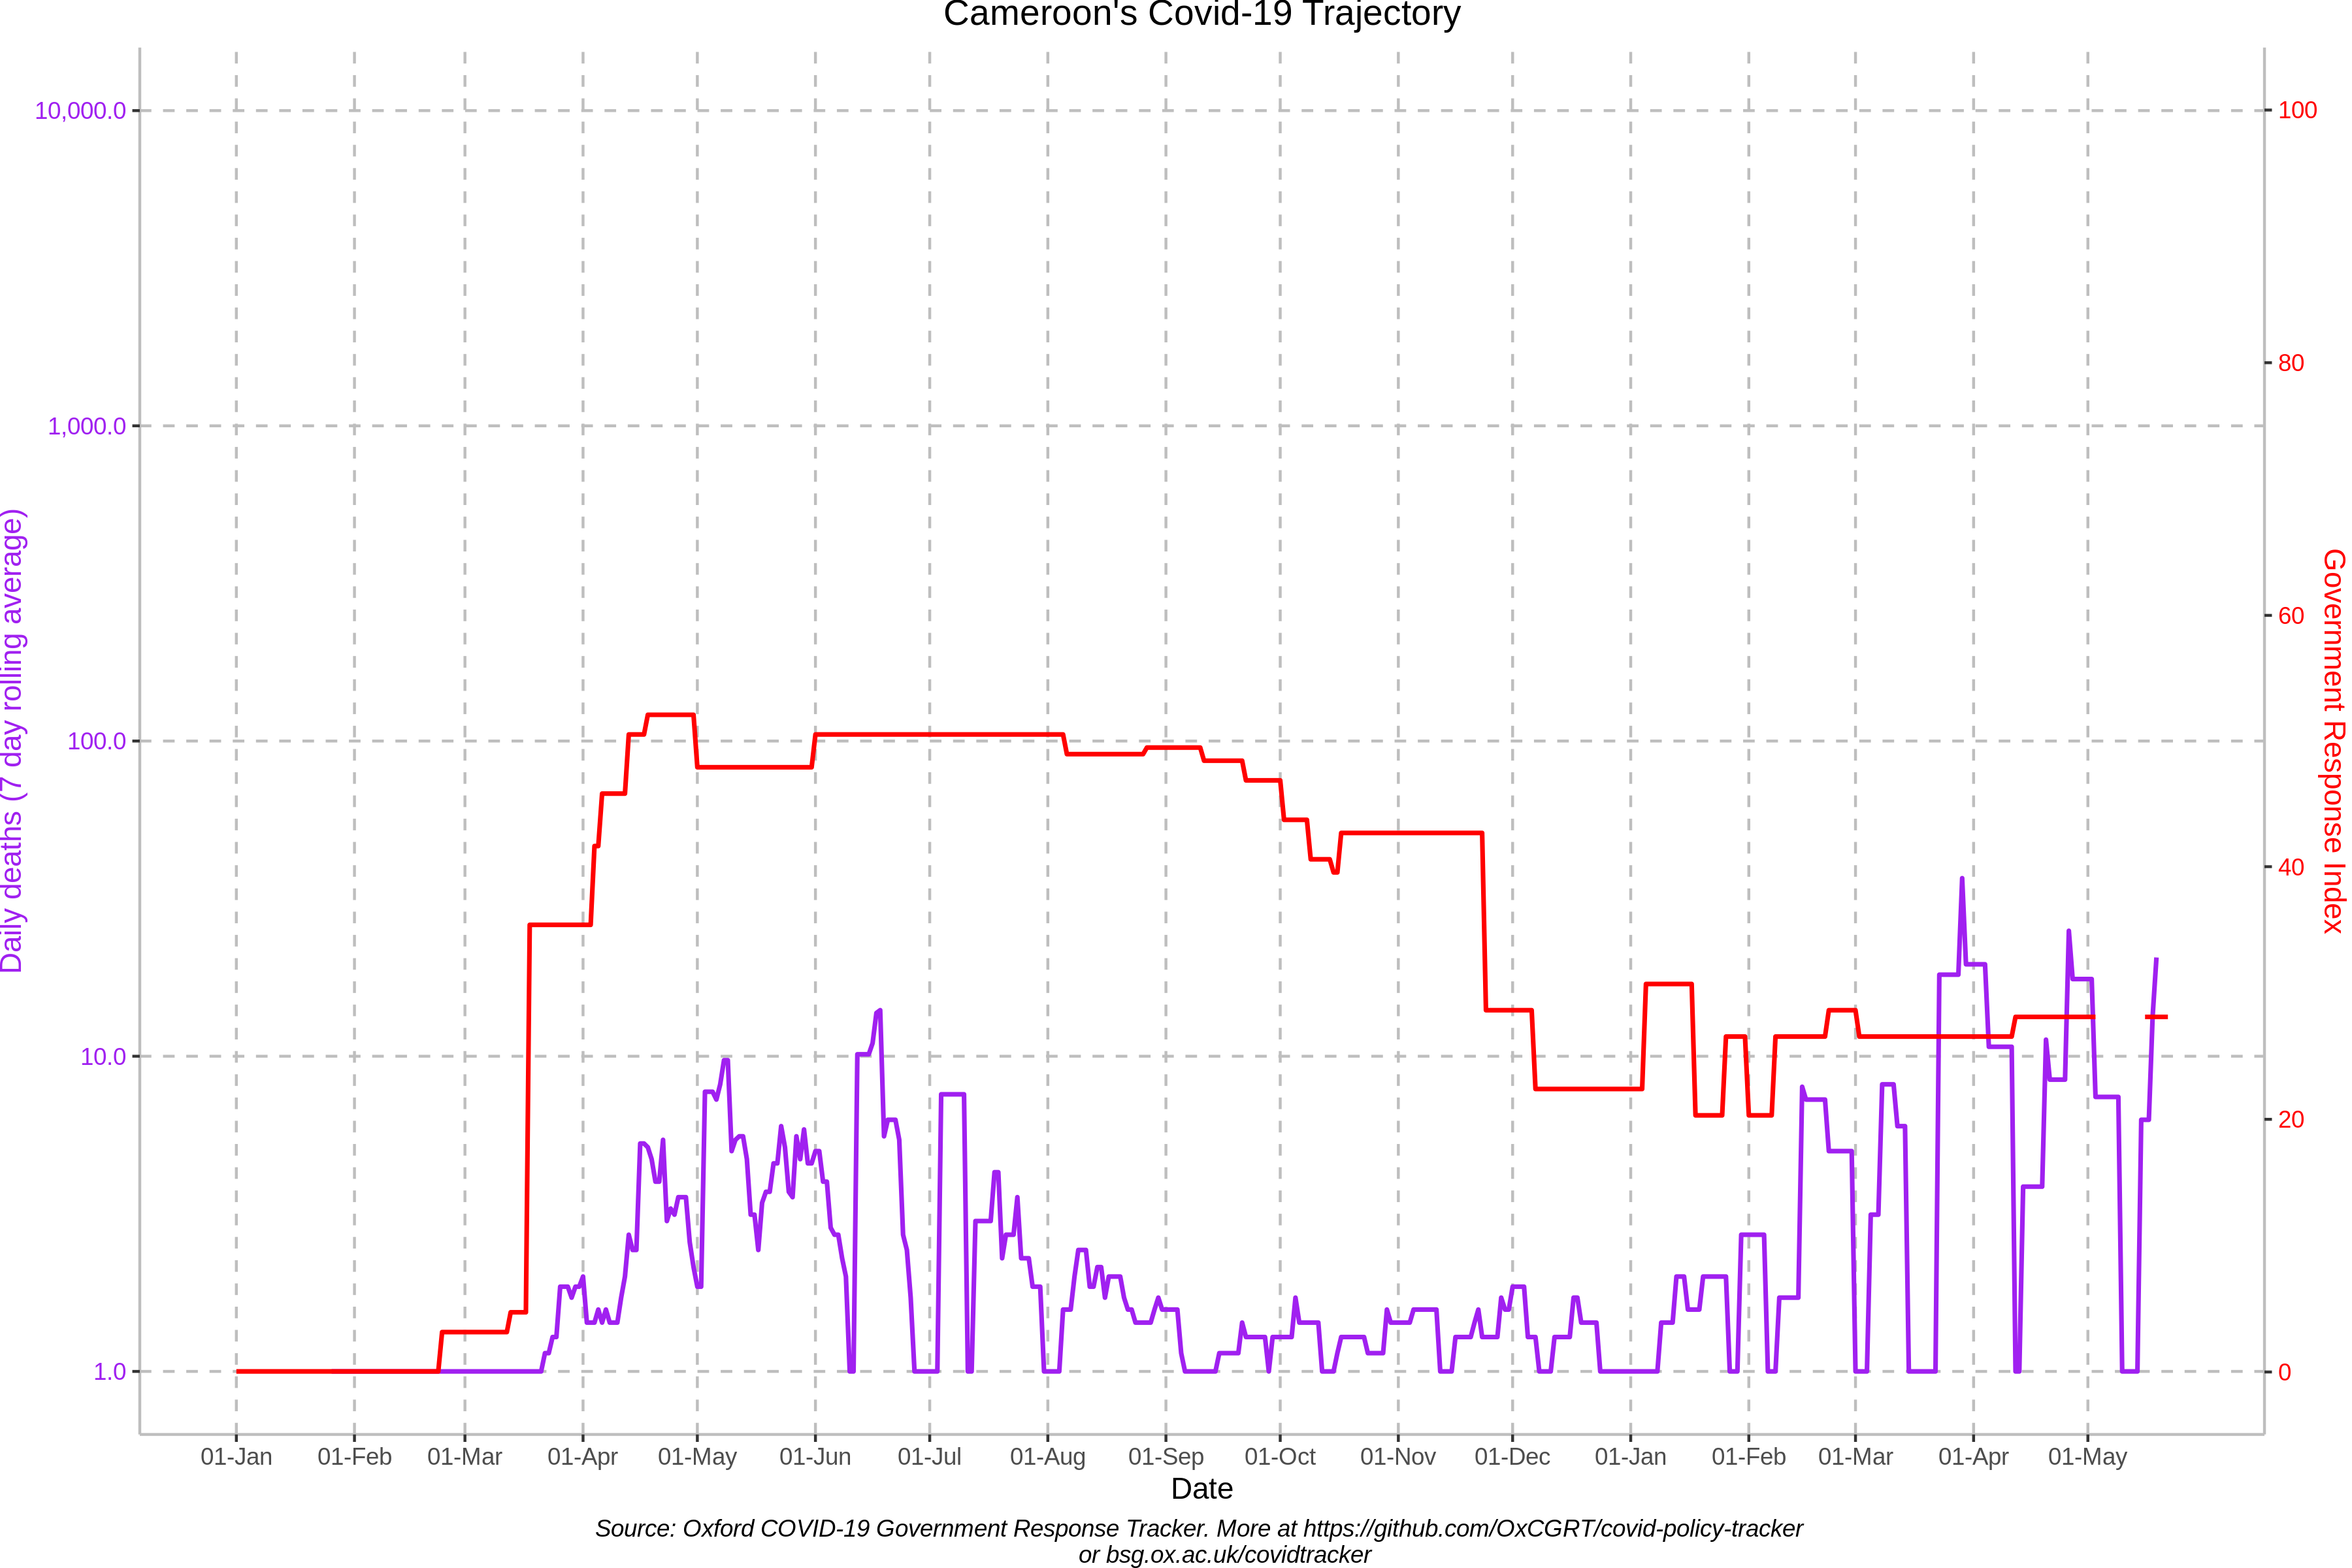 Cameroon's Covid-19 Trajectory
10,000.0
1,000.0
100.0
10.0
1.0
Daily deaths (7 day rolling average)
100
80
60
40
20
0
Government Response Index
01-Jan 01-Feb 01-Mar 01-Apr 01-May 01-Jun 01-Jul 01-Aug 01-Sep 01-Oct 01-Nov 01-Dec 01-Jan 01-Feb 01-Mar 01-Apr 01-May
Date
Source: Oxford COVID-19 Government Response Tracker. More at https://github.com/OxCGRT/covid-policy-tracker
or bsg.ox.ac.uk/covidtracker